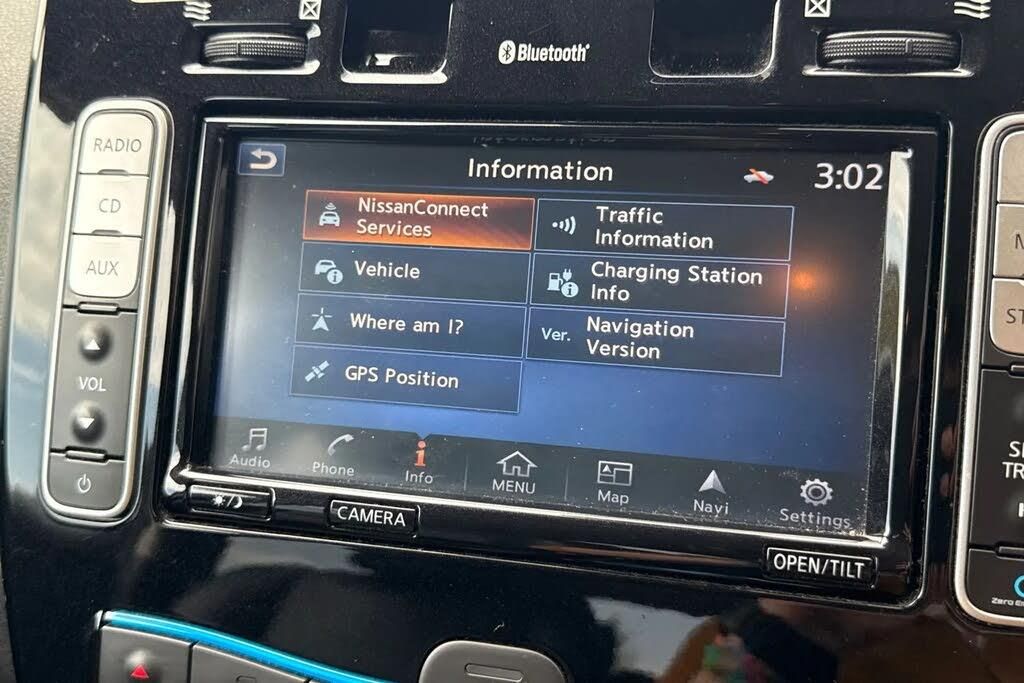 Bluetooth
RADIO
CD
AUX
VOL
Information
3:02
NissanConnect
Services
Traffic
Information
Vehicle
Charging Station
Info
Where am I?
Ver.
Navigation
Version
GPS Position
Audio
Phone
Info
MENU
Map
Navi
Settings
CAMERA
OPEN/TILT